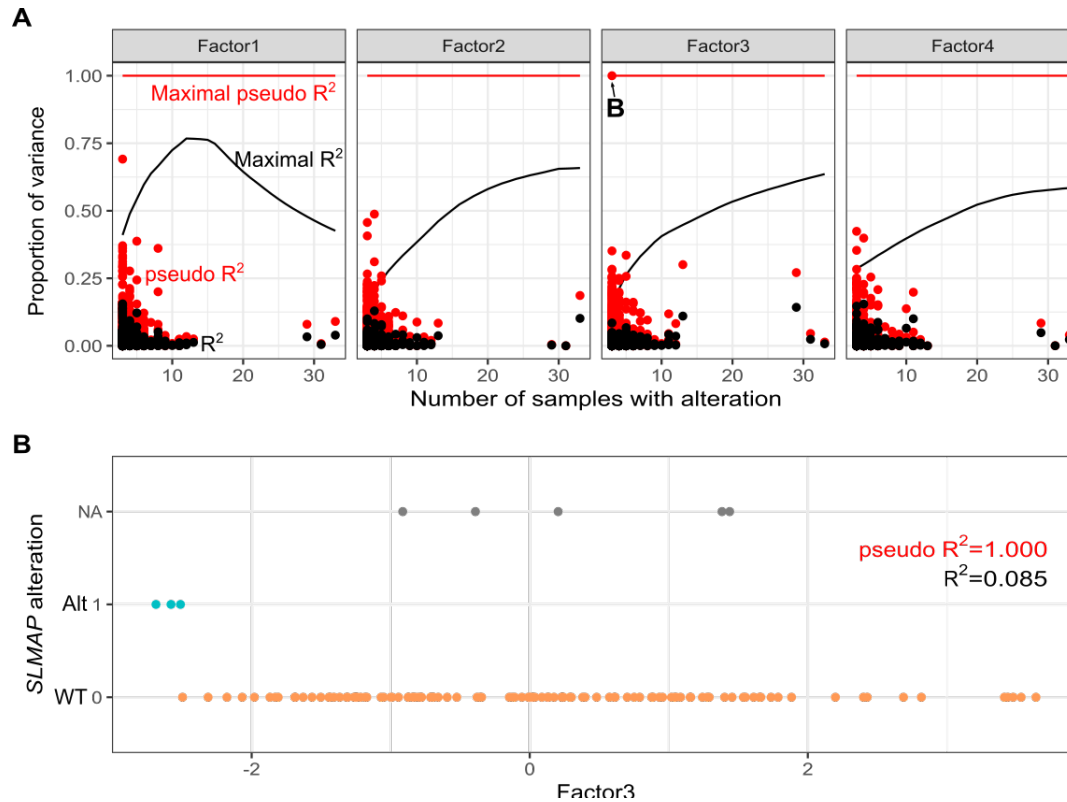 A
Factor1 Factor2 Factor3 Factor4
1.00
Maximal pseudo R²
B
0.75
Maximal R²
0.50
pseudo R²
0.25
R²
0.00
Proportion of variance
10 20 30 10 20 30 10 20 30 10 20 30
Number of samples with alteration
B
NA
pseudo R²=1.000
R²=0.085
Alt 1
WT 0
SLMAP alteration
-2 0 2
Factor3